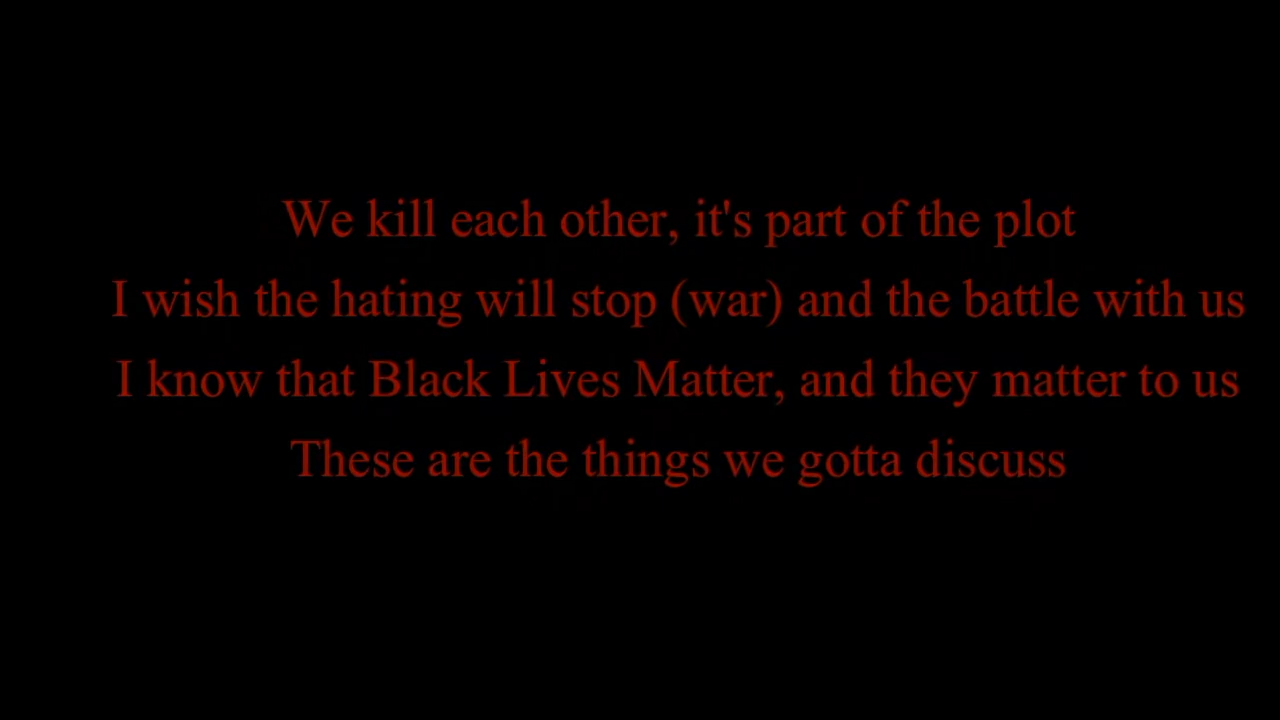 We kill each other, it's part of the plot
I wish the hating will stop (war) and the battle with us
I know that Black Lives Matter, and they matter to us
These are the things we gotta discuss